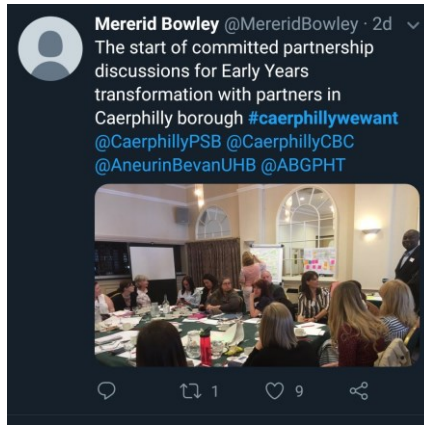 Mererid Bowley @MereridBowley · 2d
The start of committed partnership
discussions for Early Years
transformation with partners in
Caerphilly borough #caerphillywewant
@CaerphillyPSB @CaerphillyCBC
@AneurinBevanUHB @ABGPHT
1
9